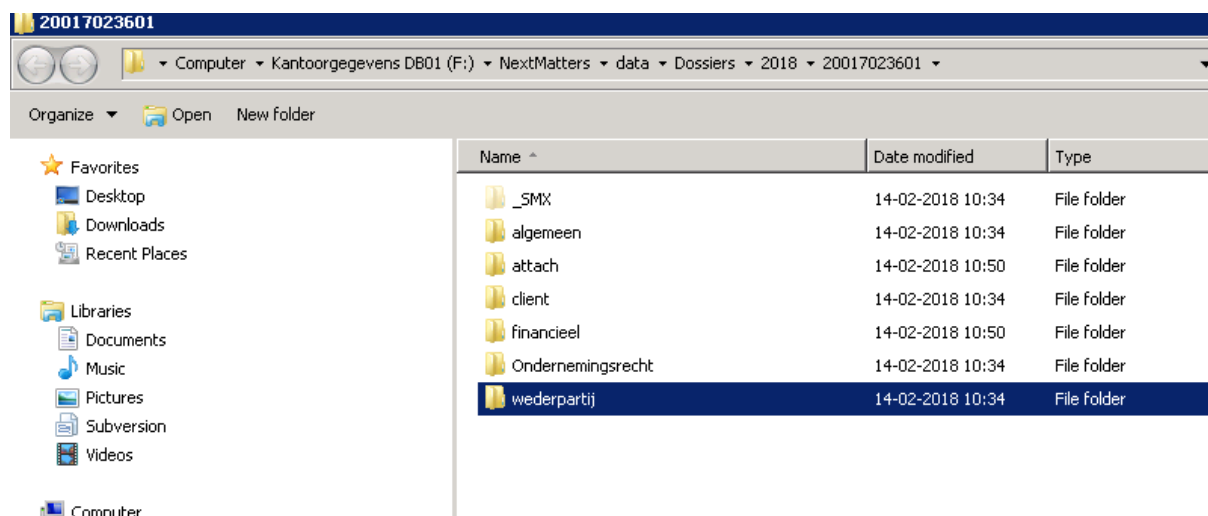 20017023601
Computer Kantoorgegevens DB01 (F:) NextMatters data Dossiers 2018 20017023601
Organize Open New folder
Name Date modified Type
Favorites
Desktop
Downloads
Recent Places
Libraries
Documents
Music
Pictures
Subversion
Videos
Computer
_SMX 14-02-2018 10:34 File folder
algemeen 14-02-2018 10:34 File folder
attach 14-02-2018 10:50 File folder
client 14-02-2018 10:34 File folder
financieel 14-02-2018 10:50 File folder
Ondernemingsrecht 14-02-2018 10:34 File folder
wederpartij 14-02-2018 10:34 File folder